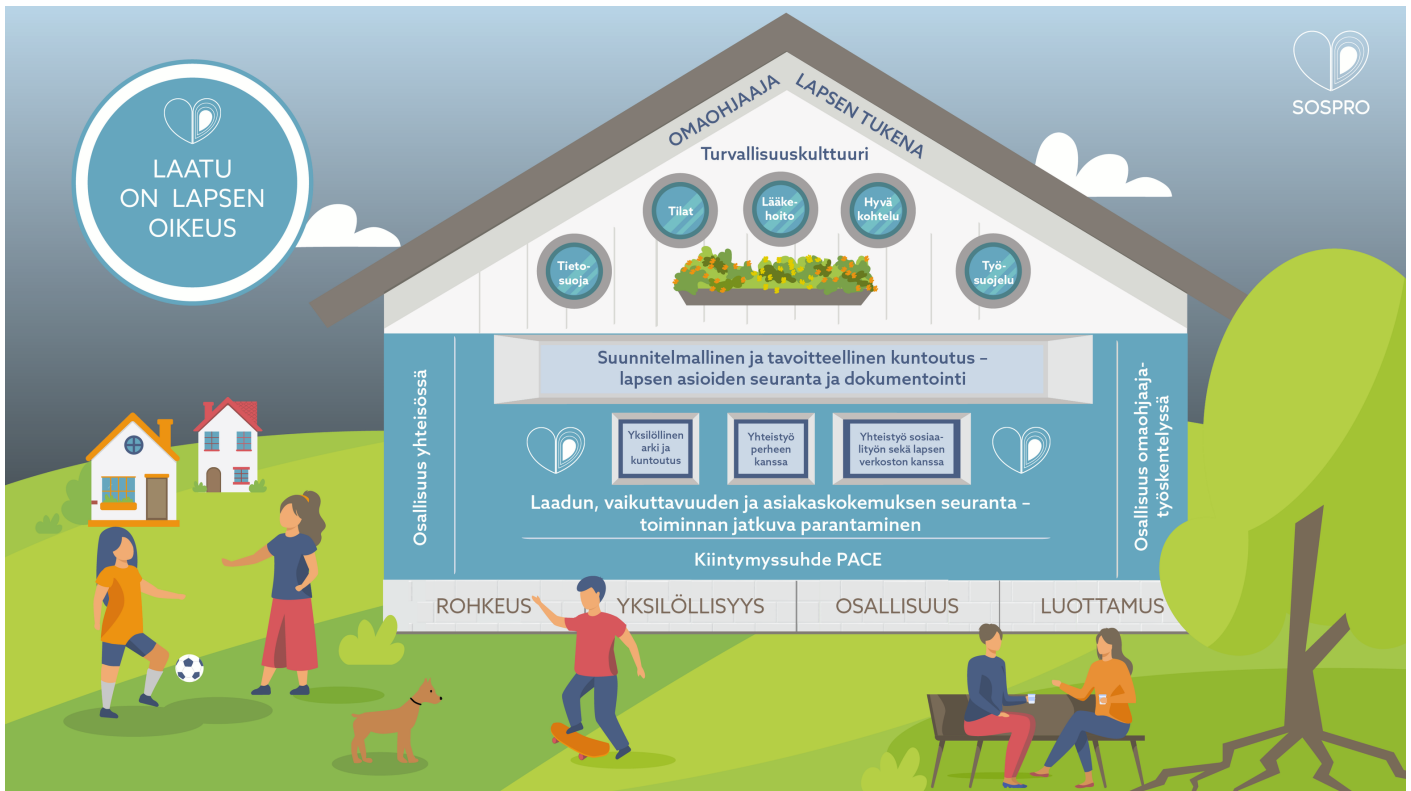 LAATU
ON LAPSEN
OIKEUS
SOSPRO
OMAOHJAAJA
LAPSEN TUKENA
Turvallisuuskulttuuri
Tieto-
suoja
Tilat
Lääke-
hoito
Hyvä
kohtelu
Työ-
suojelu
Suunnitelmallinen ja tavoitteellinen kuntoutus –
lapsen asioiden seuranta ja dokumentointi
Osallisuus yhteisössä
Yksilöllinen
arki ja
kuntoutus
Yhteistyö
perheen
kanssa
Yhteistyö sosiaa-
lityön sekä lapsen
verkoston kanssa
Osallisuus omaohjaaja-
työskentelyssä
Laadun, vaikuttavuuden ja asiakaskokemuksen seuranta –
toiminnan jatkuva parantaminen
Kiintymyssuhde PACE
ROHKEUS
YKSILÖLLISYYS
OSALLISUUS
LUOTTAMUS